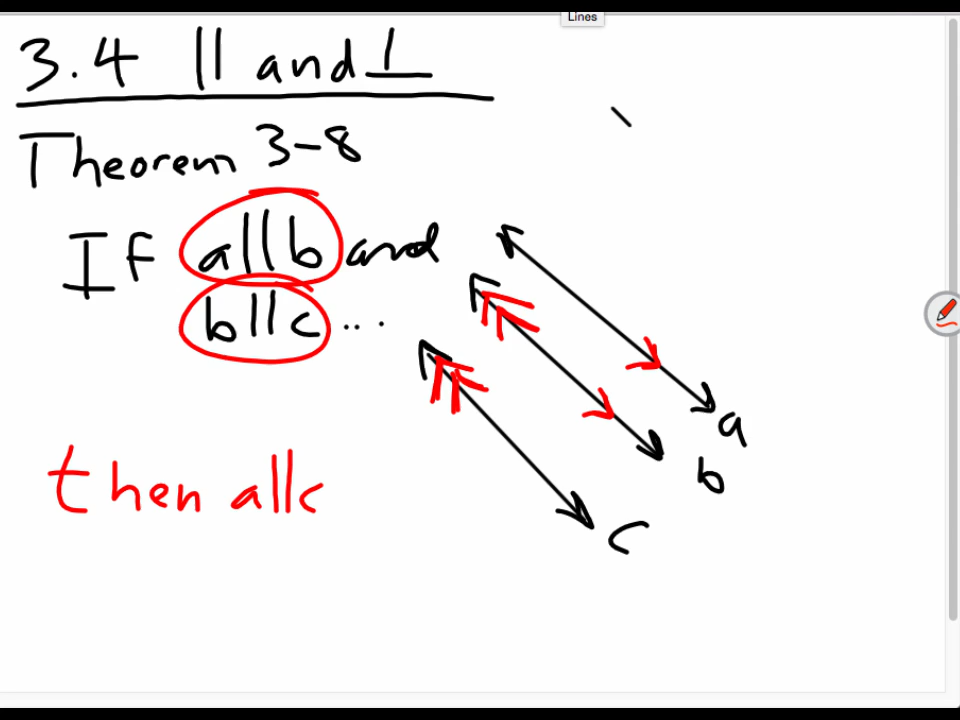 Lines
3.4 || and ⊥
Theorem 3-8
If a||b and
b||c ...
then a||c
a
b
c